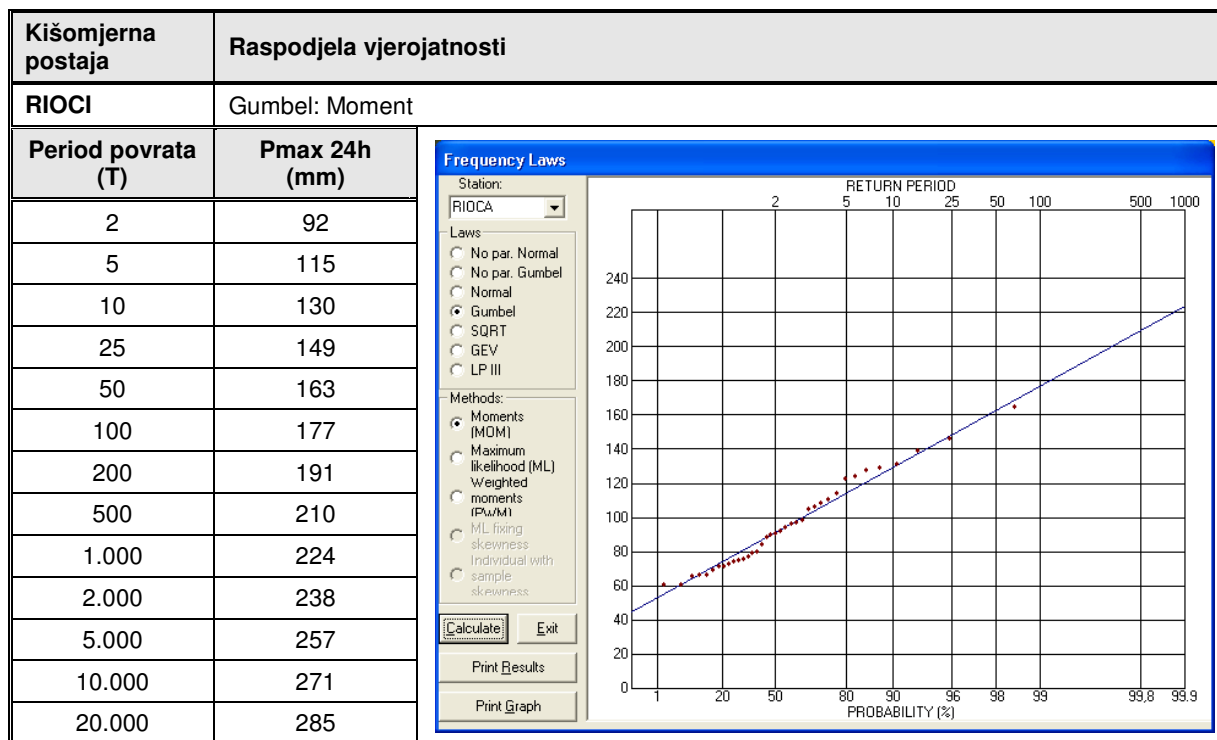 Kišomjerna postaja
Raspodjela vjerojatnosti
RIOCI
Gumbel: Moment
Period povrata (T)
Pmax 24h (mm)
2 92
5 115
10 130
25 149
50 163
100 177
200 191
500 210
1.000 224
2.000 238
5.000 257
10.000 271
20.000 285
Frequency Laws
Station:
RIOCA
Laws
No par. Normal
No par. Gumbel
Normal
Gumbel
SQRT
GEV
LP III
Methods:
Moments
(MOM)
Maximum
likelihood (ML)
Weighted
moments
(PWM)
ML fixing
skewness
Individual with
sample
skewness
Calculate Exit
Print Results
Print Graph
RETURN PERIOD
2 5 10 25 50 100 500 1000
240
220
200
180
160
140
120
100
80
60
40
20
0
1 20 50 80 90 96 98 99 99,8 99.9
PROBABILITY (%)